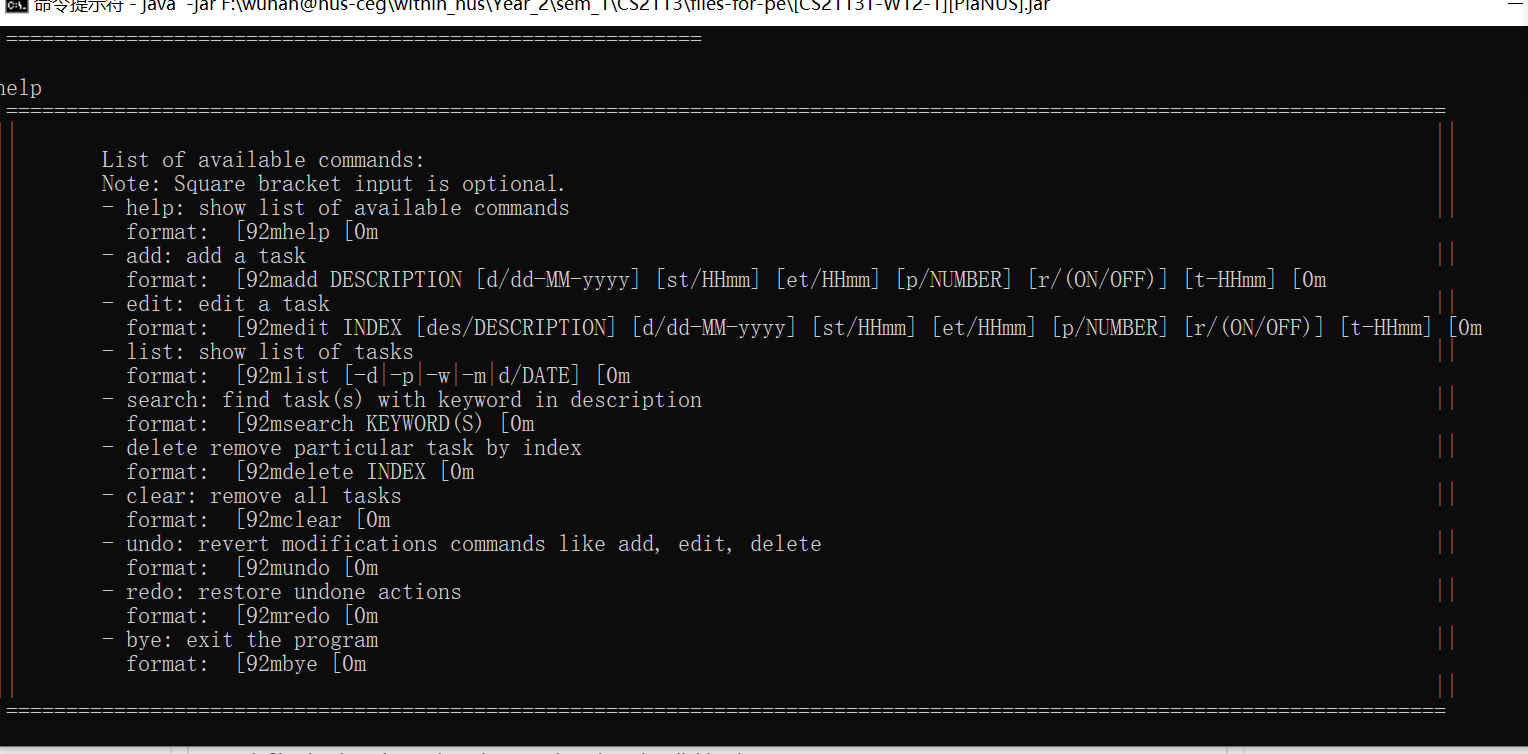 命令提示符 - java -jar F:\wuhan@nus-ceg\within_nus\Year_2\sem_1\CS2113\files-for-pe\[CS2113T-W12-1][PlaNUS].jar
==========================================================
help
========================================================================================================================
|| ||
List of available commands: ||
Note: Square bracket input is optional. ||
- help: show list of available commands ||
format:  [92mhelp [0m
- add: add a task ||
format:  [92madd DESCRIPTION [d/dd-MM-yyyy] [st/HHmm] [et/HHmm] [p/NUMBER] [r/(ON/OFF)] [t-HHmm] [0m
- edit: edit a task ||
format:  [92medit INDEX [des/DESCRIPTION] [d/dd-MM-yyyy] [st/HHmm] [et/HHmm] [p/NUMBER] [r/(ON/OFF)] [t-HHmm] [0m
- list: show list of tasks ||
format:  [92mlist [-d|-p|-w|-m|d/DATE] [0m
- search: find task(s) with keyword in description ||
format:  [92msearch KEYWORD(S) [0m
- delete remove particular task by index ||
format:  [92mdelete INDEX [0m
- clear: remove all tasks ||
format:  [92mclear [0m
- undo: revert modifications commands like add, edit, delete ||
format:  [92mundo [0m
- redo: restore undone actions ||
format:  [92mredo [0m
- bye: exit the program ||
format:  [92mbye [0m
|| ||
========================================================================================================================